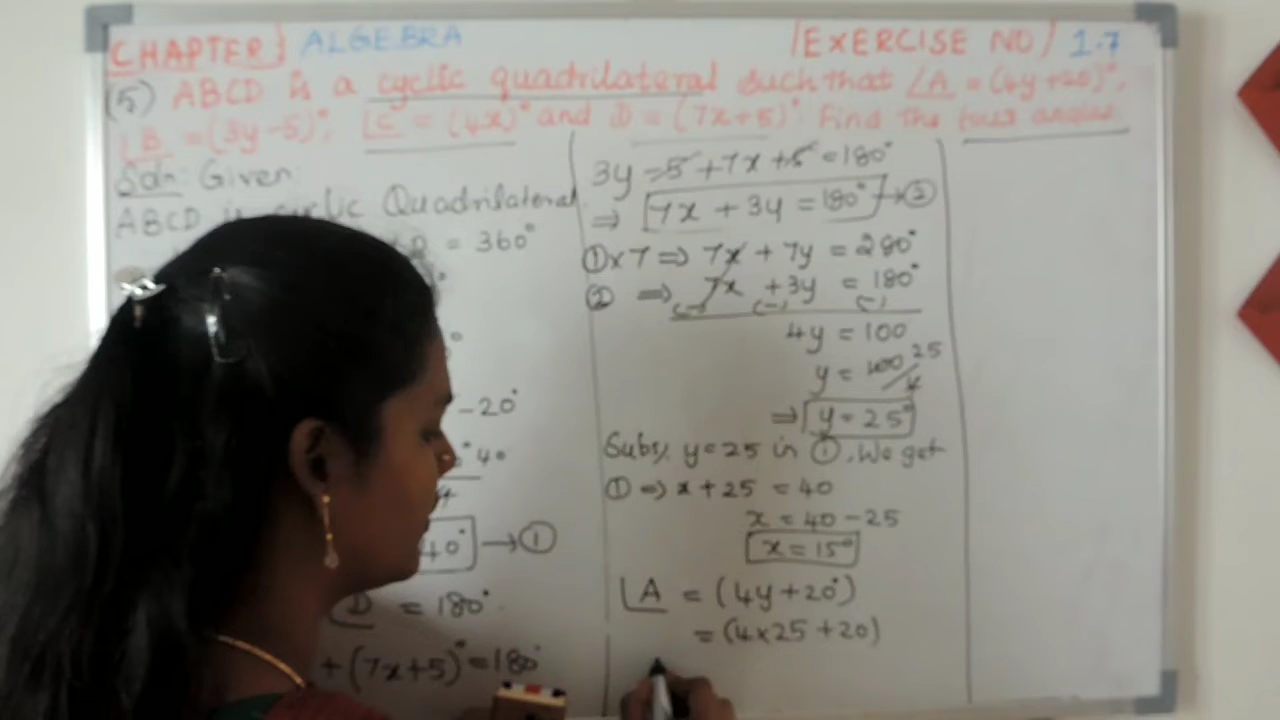 CHAPTER} ALGEBRA /EXERCISE NO/ 1.7
(5) ABCD is a cyclic quadrilateral such that ∠A = (4y+20)°,
∠B = (3y-5)°, ∠C = (4x)° and D = (7x+5)°. Find the four angles.
Soln: Given:
ABCD is cyclic Quadrilateral.
= 360°
-20°
40
40° → ①
D = 180°
+ (7x+5)° = 180°
3y - 5 + 7x + 5 = 180°
⇒ 7x + 3y = 180° → ②
① x 7 ⇒ 7x + 7y = 280°
② ⇒ 7x + 3y = 180°
(-) (-) (-)
4y = 100
y = 100/4 25
⇒ y = 25°
Subs, y = 25 in ①, We get
① ⇒ x + 25 = 40
x = 40 - 25
x = 15°
∠A = (4y+20°)
= (4x25 +20)